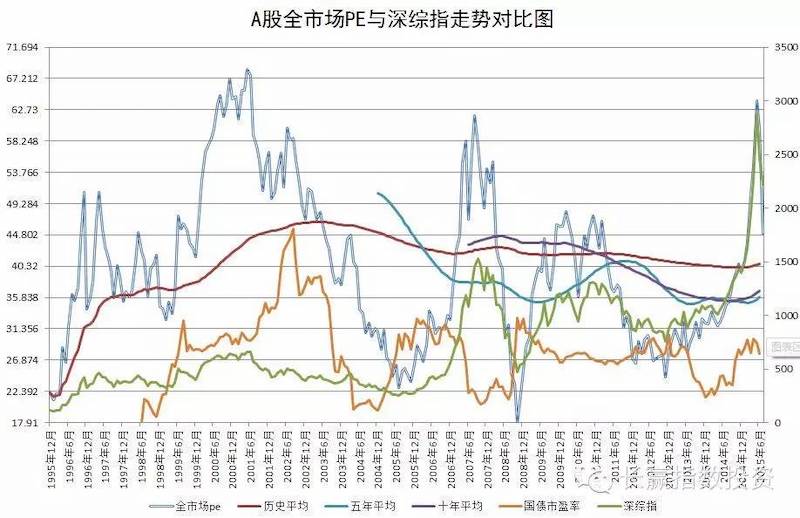 A股全市场PE与深综指走势对比图
71.694
67.212
62.73
58.248
53.766
49.284
44.802
40.32
35.838
31.356
26.874
22.392
17.91
3500
3000
2500
2000
1500
1000
500
0
图表区
1995年12月
1996年6月
1996年12月
1997年6月
1997年12月
1998年6月
1998年12月
1999年6月
1999年12月
2000年6月
2000年12月
2001年6月
2001年12月
2002年6月
2002年12月
2003年6月
2003年12月
2004年6月
2004年12月
2005年6月
2005年12月
2006年6月
2006年12月
2007年6月
2007年12月
2008年6月
2008年12月
2009年6月
2009年12月
2010年6月
2010年12月
2011年6月
2011年12月
2012年6月
2012年12月
2013年6月
2013年12月
2014年6月
2014年12月
2015年6月
长赢指数投资
全市场pe 历史平均 五年平均 十年平均 国债市盈率 深综指